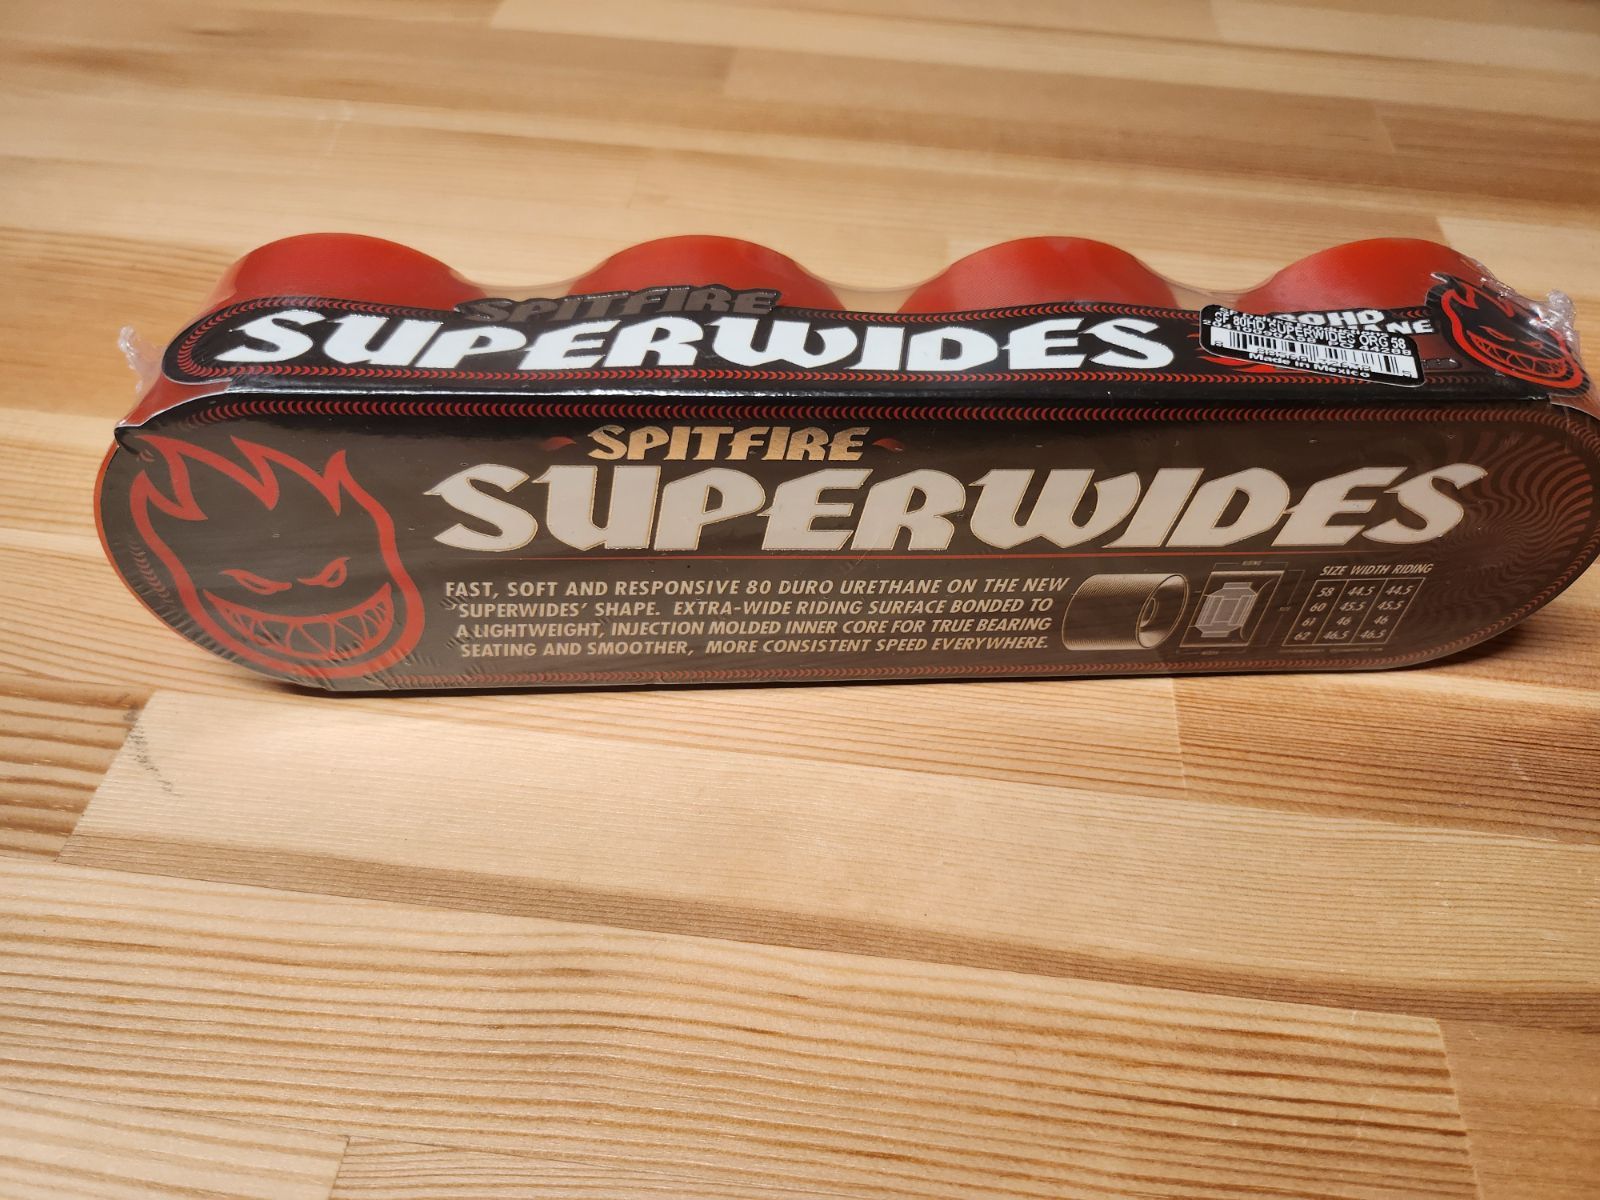 SPITFIRE
SUPERWIDES
80HD
SF 80HD SUPERWIDES ORG 58
Made in Mexico
SPITFIRE
SUPERWIDES
FAST, SOFT AND RESPONSIVE 80 DURO URETHANE ON THE NEW
'SUPERWIDES' SHAPE. EXTRA-WIDE RIDING SURFACE BONDED TO
A LIGHTWEIGHT, INJECTION MOLDED INNER CORE FOR TRUE BEARING
SEATING AND SMOOTHER, MORE CONSISTENT SPEED EVERYWHERE.
RIDING
SIZE WIDTH RIDING
58 44.5 44.5
60 45.5 45.5
61 46 46
62 46.5 46.5